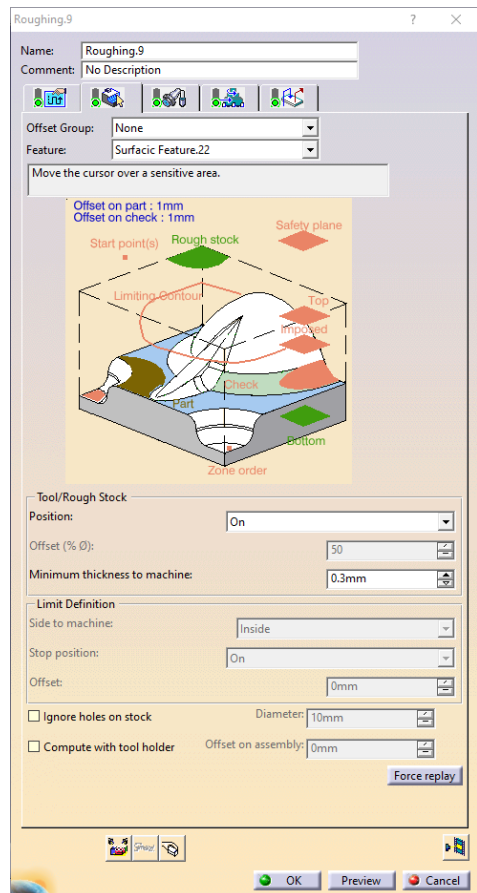 Roughing.9 ? ×
Name: Roughing.9
Comment: No Description
Offset Group: None
Feature: Surfacic Feature.22
Move the cursor over a sensitive area.
Offset on part : 1mm
Offset on check : 1mm
Safety plane
Start point(s) Rough stock
Limiting Contour
Top
Imposed
Check
Part
Bottom
Zone order
Tool/Rough Stock
Position: On
Offset (% Ø): 50
Minimum thickness to machine: 0.3mm
Limit Definition
Side to machine: Inside
Stop position: On
Offset: 0mm
Ignore holes on stock Diameter: 10mm
Compute with tool holder Offset on assembly: 0mm
Force replay
OK Preview Cancel